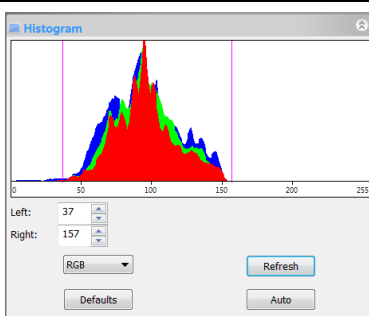 Histogram
0 50 100 150 200 255
Left: 37
Right: 157
RGB Refresh
Defaults Auto